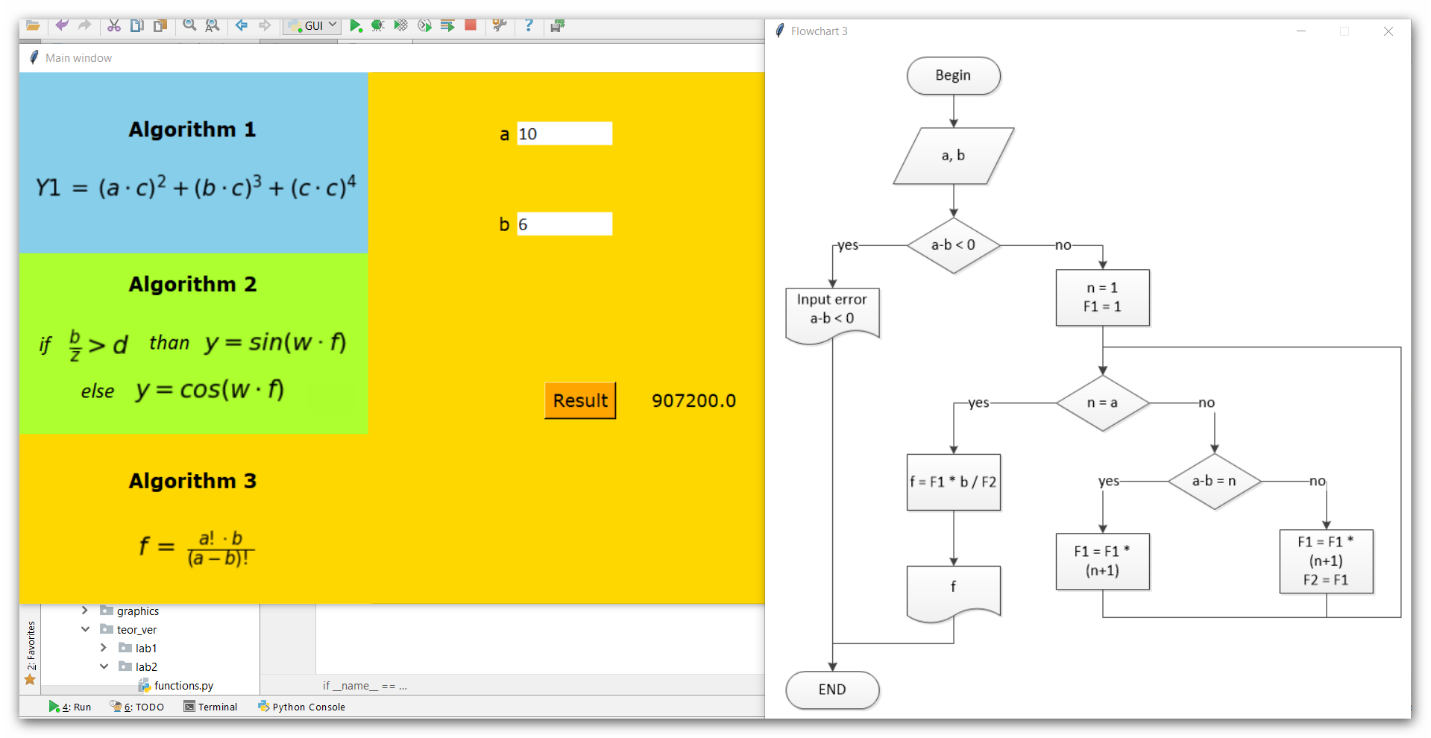 GUI
Main window
Algorithm 1
Y1 = (a · c)² + (b · c)³ + (c · c)⁴
Algorithm 2
if b/z > d than y = sin(w · f)
else y = cos(w · f)
Algorithm 3
f = a! · b / (a − b)!
a 10
b 6
Result 907200.0
graphics
teor_ver
lab1
lab2
functions.py
2: Favorites
if __name__ == ...
4: Run 6: TODO Terminal Python Console
Flowchart 3
Begin
a, b
yes a-b < 0 no
Input error
a-b < 0
n = 1
F1 = 1
yes n = a no
f = F1 * b / F2
yes a-b = n no
F1 = F1 *
(n+1)
F1 = F1 *
(n+1)
F2 = F1
f
END